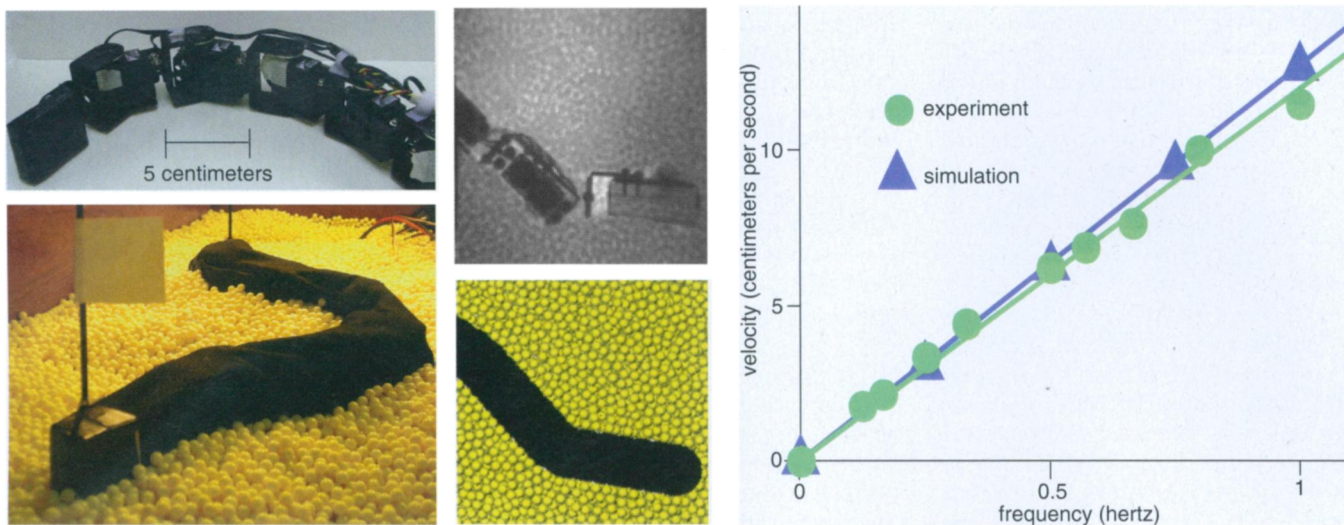 5 centimeters
velocity (centimeters per second)
experiment
simulation
10
5
0
0
0.5
1
frequency (hertz)